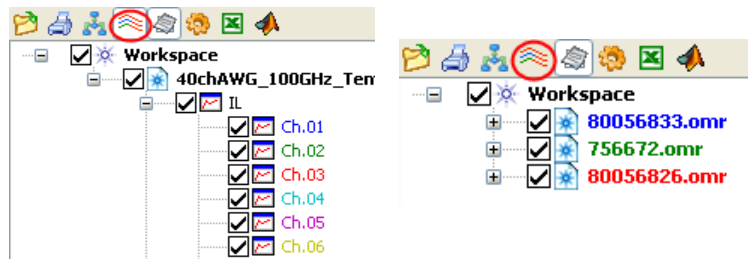 Workspace
40chAWG_100GHz_Ten
IL
Ch.01
Ch.02
Ch.03
Ch.04
Ch.05
Ch.06
Workspace
80056833.omr
756672.omr
80056826.omr